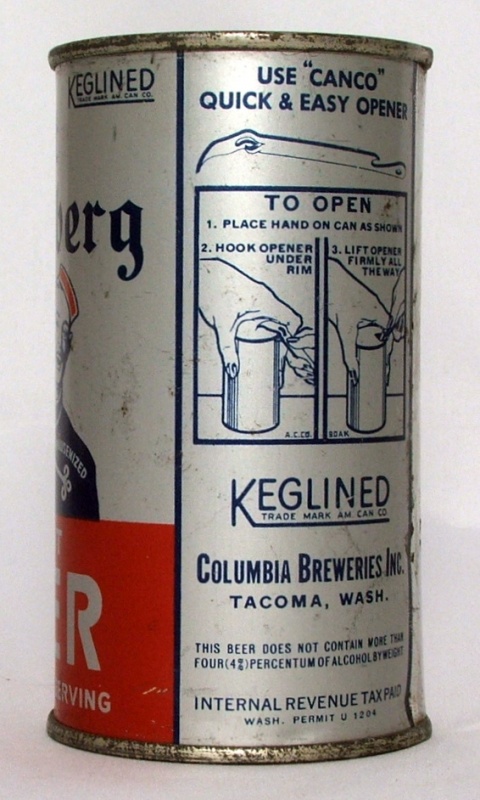 KEGLINED
TRADE MARK AM. CAN CO.
berg
GENIZED
T
ER
SERVING
USE "CANCO"
QUICK & EASY OPENER
TO OPEN
1. PLACE HAND ON CAN AS SHOWN
2. HOOK OPENER
UNDER
RIM
3. LIFT OPENER
FIRMLY ALL
THE WAY
A.C.CO. 80AK
KEGLINED
TRADE MARK AM. CAN CO.
COLUMBIA BREWERIES INC.
TACOMA, WASH.
THIS BEER DOES NOT CONTAIN MORE THAN
FOUR (4%) PERCENTUM OF ALCOHOL BY WEIGHT
INTERNAL REVENUE TAX PAID
WASH. PERMIT U 1204